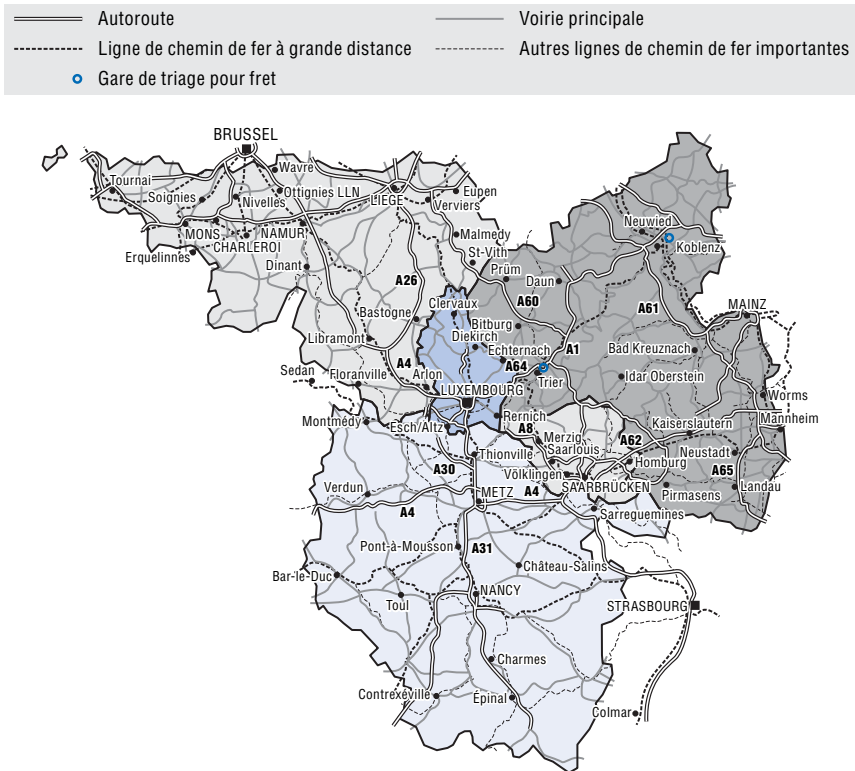 Autoroute
Voirie principale
Ligne de chemin de fer à grande distance
Autres lignes de chemin de fer importantes
Gare de triage pour fret
BRUSSEL
Tournai
Wavre
Soignies
Nivelles
Ottignies LLN
LIEGE
Eupen
Verviers
MONS
NAMUR
CHARLEROI
Erquelinnes
Dinant
Malmedy
St-Vith
Neuwied
Koblenz
Prüm
Daun
A26
A60
A61
Clervaux
Bastogne
Bitburg
Diekirch
MAINZ
Libramont
Echternach
A1
Bad Kreuznach
A4
A64
Trier
Idar Oberstein
Sedan
Floranville
Arlon
LUXEMBOURG
Worms
Montmédy
Esch/Altz
Rernich
A8
Merzig
Saarlouis
A62
Kaiserslautern
Mannheim
A30
Thionville
Völklingen
Homburg
Neustadt
A65
Verdun
METZ
A4
SAARBRÜCKEN
Pirmasens
Landau
A4
Sarreguemines
Pont-à-Mousson
A31
Château-Salins
Bar-le-Duc
Toul
NANCY
STRASBOURG
Charmes
Contrexéville
Épinal
Colmar